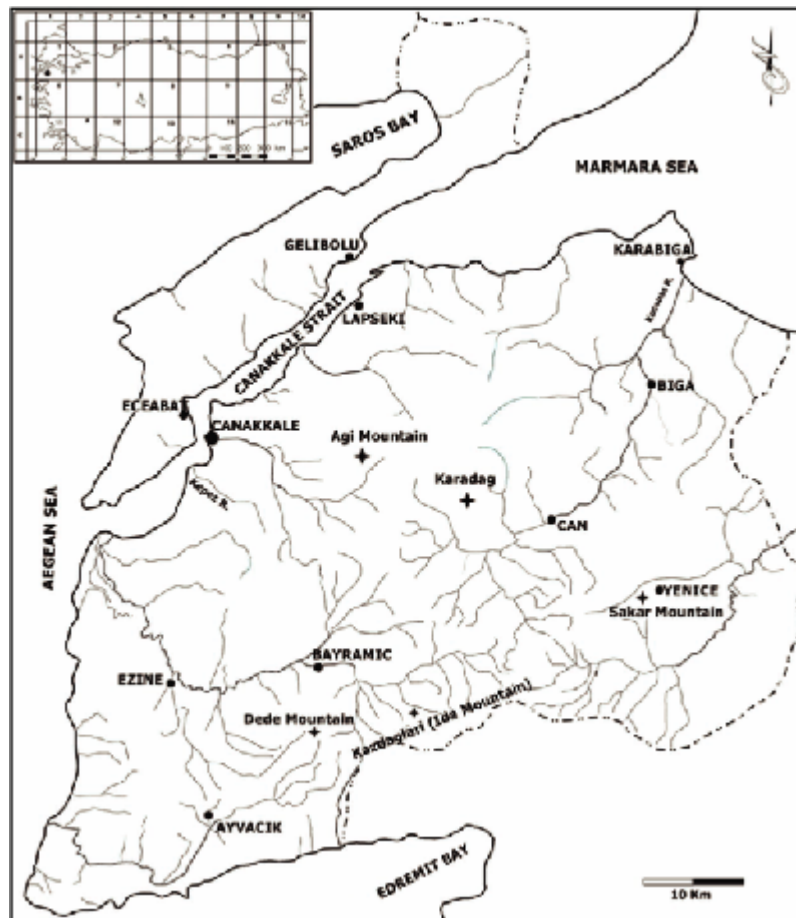 SAROS BAY
MARMARA SEA
GELIBOLU
KARABIGA
LAPSEKI
CANAKKALE STRAIT
BIGA
ECEABAT
CANAKKALE
Agi Mountain
Karadag
CAN
AEGEAN SEA
YENICE
Sakar Mountain
BAYRAMIC
EZINE
Dede Mountain
Kazdaglari (Ida Mountain)
AYVACIK
EDREMIT BAY
10 Km
N